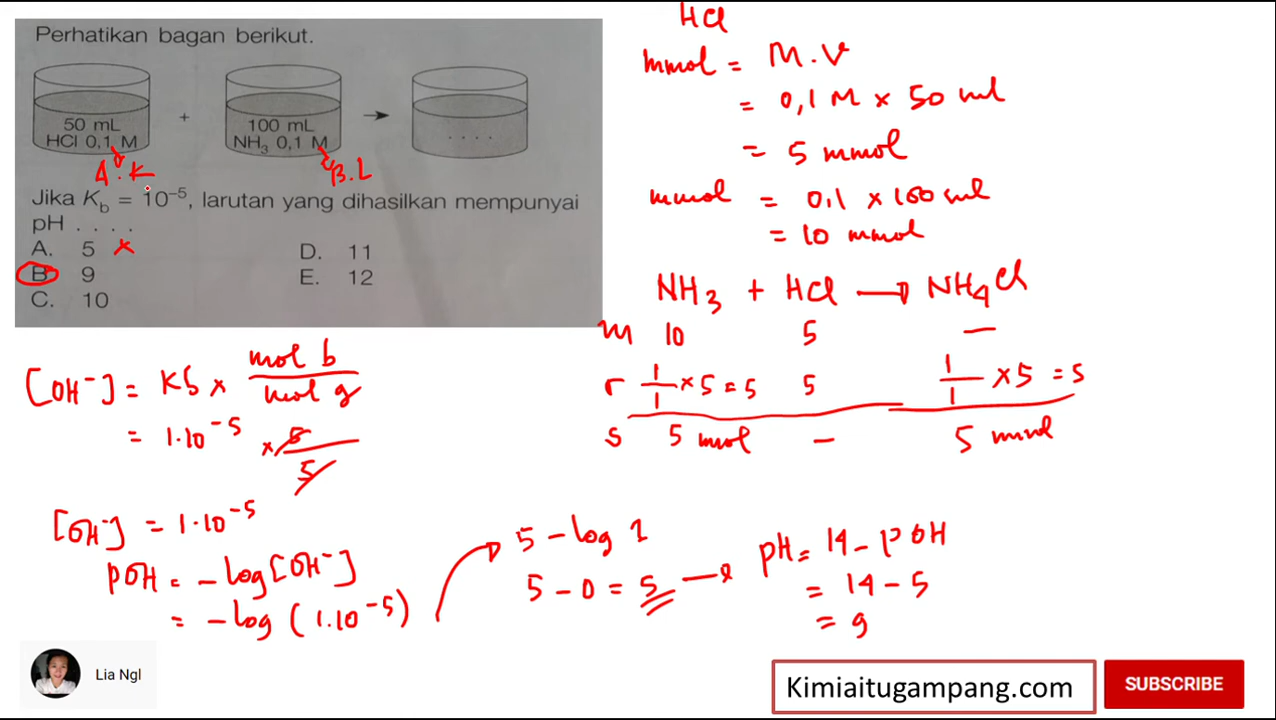 Perhatikan bagan berikut.
50 mL
HCl 0,1 M
+
100 mL
NH₃ 0,1 M
→
. . . .
A.K
B.L
Jika K_b = 10⁻⁵, larutan yang dihasilkan mempunyai
pH . . . .
A. 5 ×
D. 11
B. 9
E. 12
C. 10
HCl
mmol = M.V
= 0,1 M × 50 ml
= 5 mmol
mmol = 0,1 × 100 ml
= 10 mmol
NH₃ + HCl → NH₄Cl
m 10 5 —
r 1/1 × 5 = 5 5 1/1 × 5 = 5
s 5 mmol – 5 mmol
[OH⁻] = Kb × mol b / mol g
= 1.10⁻⁵ × 5/5
[OH⁻] = 1.10⁻⁵
pOH = -log[OH⁻]
= -log (1.10⁻⁵)
5 - log 1
5 - 0 = 5 →
pH = 14 - pOH
= 14 - 5
= 9
Lia Ngl
Kimiaitugampang.com
SUBSCRIBE